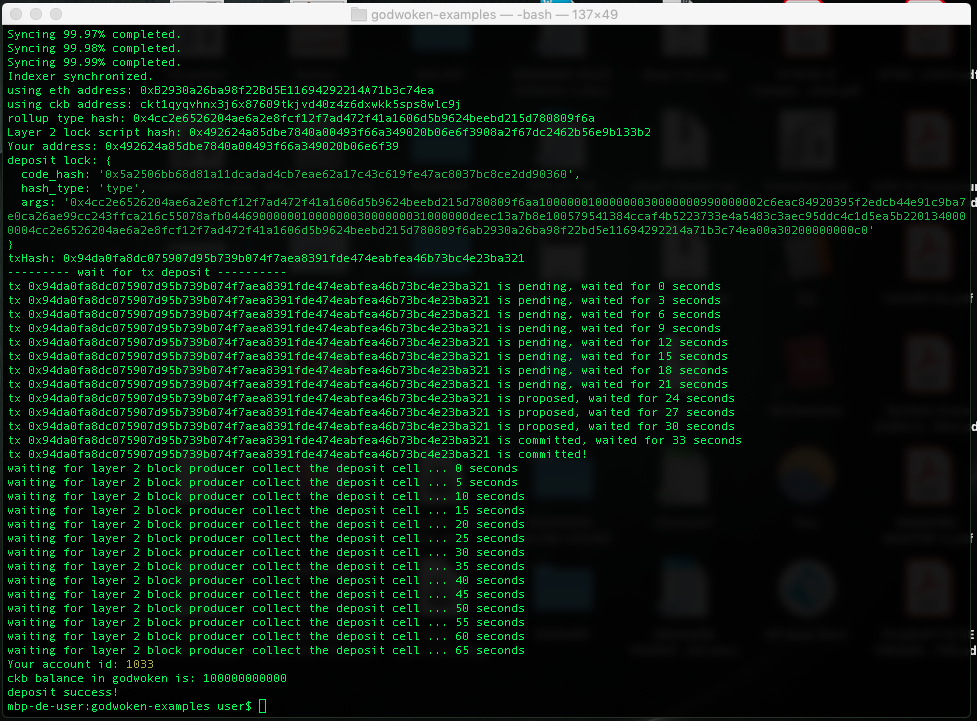 godwoken-examples — -bash — 137×49
Syncing 99.97% completed.
Syncing 99.98% completed.
Syncing 99.99% completed.
Indexer synchronized.
using eth address: 0xB2930a26ba98f22Bd5E11694292214A71b3c74ea
using ckb address: ckt1qyqvhnx3j6x87609tkjvd40z4z6dxwkk5sps8wlc9j
rollup type hash: 0x4cc2e6526204ae6a2e8fcf12f7ad472f41a1606d5b9624beebd215d780809f6a
Layer 2 lock script hash: 0x492624a85dbe7840a00493f66a349020b06e6f3908a2f67dc2462b56e9b133b2
Your address: 0x492624a85dbe7840a00493f66a349020b06e6f39
deposit lock: {
  code_hash: '0x5a2506bb68d81a11dcadad4cb7eae62a17c43c619fe47ac8037bc8ce2dd90360',
  hash_type: 'type',
  args: '0x4cc2e6526204ae6a2e8fcf12f7ad472f41a1606d5b9624beebd215d780809f6aa10000001000000030000000990000002c6eac84920395f2edcb44e91c9ba7
e0ca26ae99cc243ffca216c55078afb04469000000100000003000000031000000deec13a7b8e1005795413​84ccaf4b5223733e4a5483c3aec95ddc4c1d5ea5b220134000
0004cc2e6526204ae6a2e8fcf12f7ad472f41a1606d5b9624beebd215d780809f6ab2930a26ba98f22bd5e11694292214a71b3c74ea00a30200000000c0'
}
txHash: 0x94da0fa8dc075907d95b739b074f7aea8391fde474eabfea46b73bc4e23ba321
--------- wait for tx deposit ----------
tx 0x94da0fa8dc075907d95b739b074f7aea8391fde474eabfea46b73bc4e23ba321 is pending, waited for 0 seconds
tx 0x94da0fa8dc075907d95b739b074f7aea8391fde474eabfea46b73bc4e23ba321 is pending, waited for 3 seconds
tx 0x94da0fa8dc075907d95b739b074f7aea8391fde474eabfea46b73bc4e23ba321 is pending, waited for 6 seconds
tx 0x94da0fa8dc075907d95b739b074f7aea8391fde474eabfea46b73bc4e23ba321 is pending, waited for 9 seconds
tx 0x94da0fa8dc075907d95b739b074f7aea8391fde474eabfea46b73bc4e23ba321 is pending, waited for 12 seconds
tx 0x94da0fa8dc075907d95b739b074f7aea8391fde474eabfea46b73bc4e23ba321 is pending, waited for 15 seconds
tx 0x94da0fa8dc075907d95b739b074f7aea8391fde474eabfea46b73bc4e23ba321 is pending, waited for 18 seconds
tx 0x94da0fa8dc075907d95b739b074f7aea8391fde474eabfea46b73bc4e23ba321 is pending, waited for 21 seconds
tx 0x94da0fa8dc075907d95b739b074f7aea8391fde474eabfea46b73bc4e23ba321 is proposed, waited for 24 seconds
tx 0x94da0fa8dc075907d95b739b074f7aea8391fde474eabfea46b73bc4e23ba321 is proposed, waited for 27 seconds
tx 0x94da0fa8dc075907d95b739b074f7aea8391fde474eabfea46b73bc4e23ba321 is proposed, waited for 30 seconds
tx 0x94da0fa8dc075907d95b739b074f7aea8391fde474eabfea46b73bc4e23ba321 is committed, waited for 33 seconds
tx 0x94da0fa8dc075907d95b739b074f7aea8391fde474eabfea46b73bc4e23ba321 is committed!
waiting for layer 2 block producer collect the deposit cell ... 0 seconds
waiting for layer 2 block producer collect the deposit cell ... 5 seconds
waiting for layer 2 block producer collect the deposit cell ... 10 seconds
waiting for layer 2 block producer collect the deposit cell ... 15 seconds
waiting for layer 2 block producer collect the deposit cell ... 20 seconds
waiting for layer 2 block producer collect the deposit cell ... 25 seconds
waiting for layer 2 block producer collect the deposit cell ... 30 seconds
waiting for layer 2 block producer collect the deposit cell ... 35 seconds
waiting for layer 2 block producer collect the deposit cell ... 40 seconds
waiting for layer 2 block producer collect the deposit cell ... 45 seconds
waiting for layer 2 block producer collect the deposit cell ... 50 seconds
waiting for layer 2 block producer collect the deposit cell ... 55 seconds
waiting for layer 2 block producer collect the deposit cell ... 60 seconds
waiting for layer 2 block producer collect the deposit cell ... 65 seconds
Your account id: 1033
ckb balance in godwoken is: 100000000000
deposit success!
mbp-de-user:godwoken-examples user$